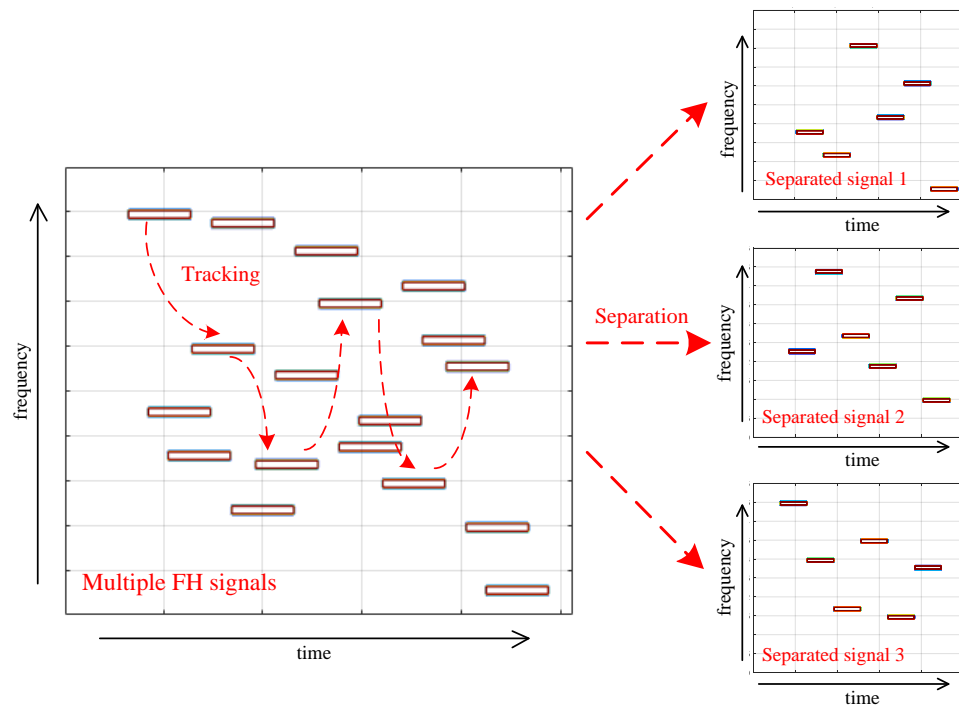 Multiple FH signals
Tracking
frequency
time
Separation
frequency
Separated signal 1
time
frequency
Separated signal 2
time
frequency
Separated signal 3
time